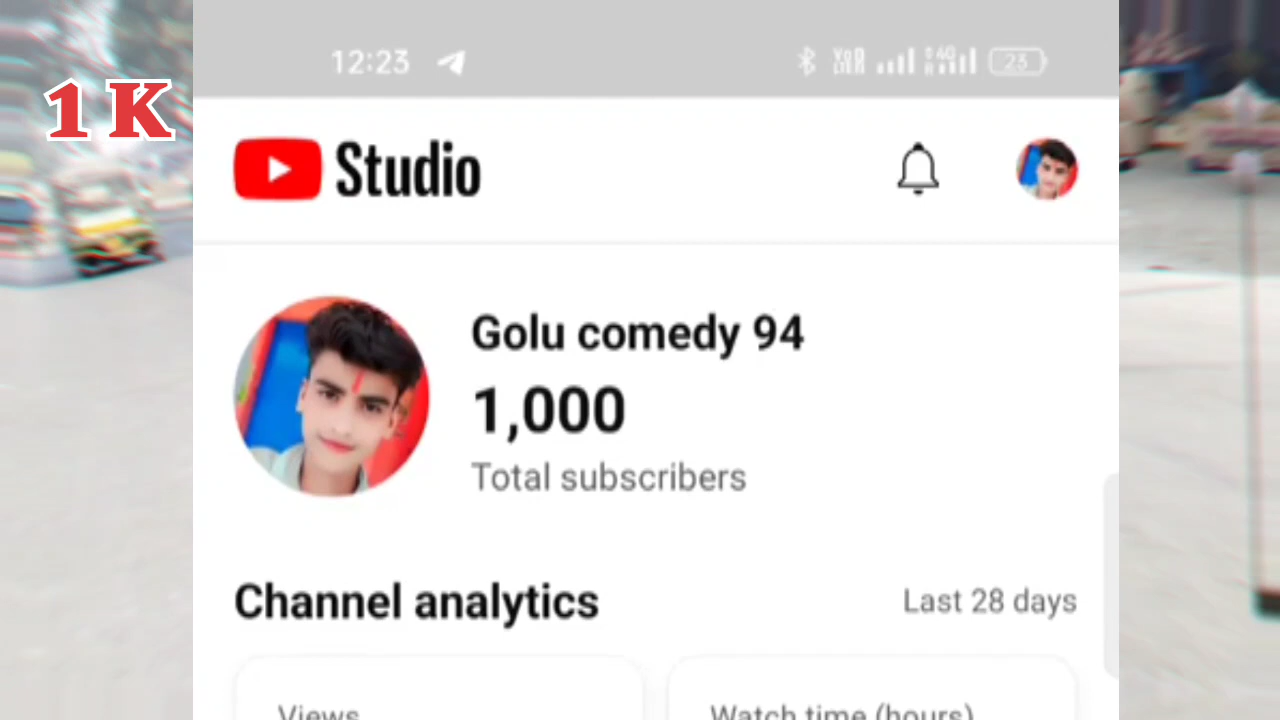 12:23
23
1 K
Studio
Golu comedy 94
1,000
Total subscribers
Channel analytics
Last 28 days
Views
Watch time (hours)